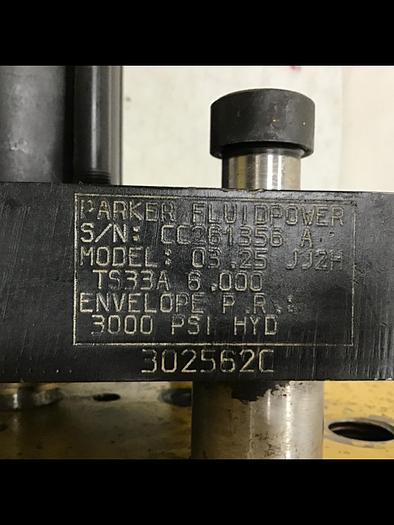 PARKER FLUIDPOWER
S/N: CC261356 A
MODEL: 03.25 JJ2H
TS33A 6.000
ENVELOPE P.R.:
3000 PSI HYD
302562C